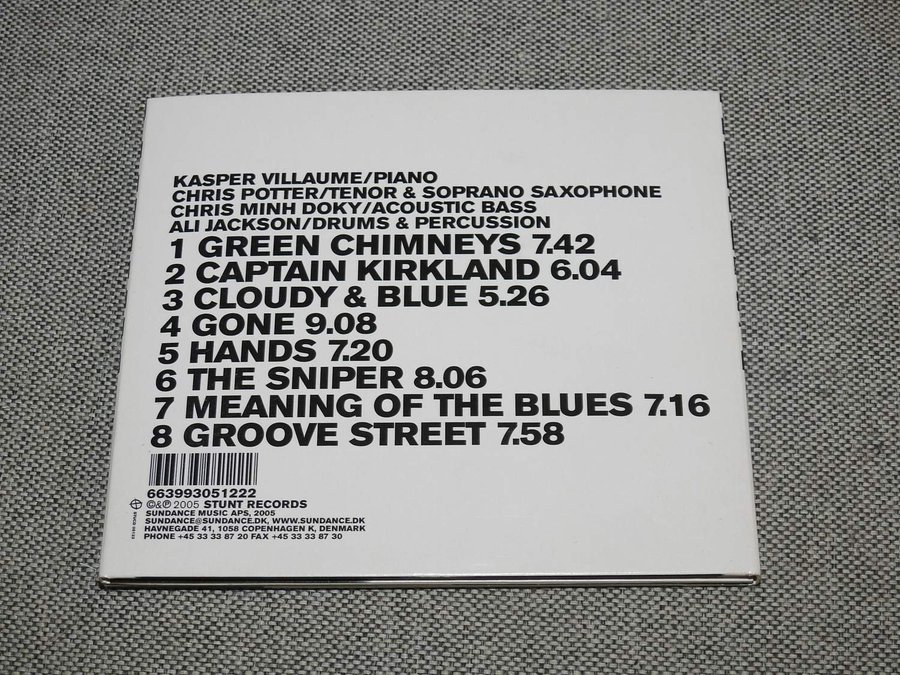 KASPER VILLAUME/PIANO
CHRIS POTTER/TENOR & SOPRANO SAXOPHONE
CHRIS MINH DOKY/ACOUSTIC BASS
ALI JACKSON/DRUMS & PERCUSSION
1 GREEN CHIMNEYS 7.42
2 CAPTAIN KIRKLAND 6.04
3 CLOUDY & BLUE 5.26
4 GONE 9.08
5 HANDS 7.20
6 THE SNIPER 8.06
7 MEANING OF THE BLUES 7.16
8 GROOVE STREET 7.58
663993051222
©&℗ 2005 STUNT RECORDS
SUNDANCE MUSIC APS, 2005
SUNDANCE@SUNDANCE.DK, WWW.SUNDANCE.DK
HAVNEGADE 41, 1058 COPENHAGEN K, DENMARK
PHONE +45 33 33 87 20 FAX +45 33 33 87 30